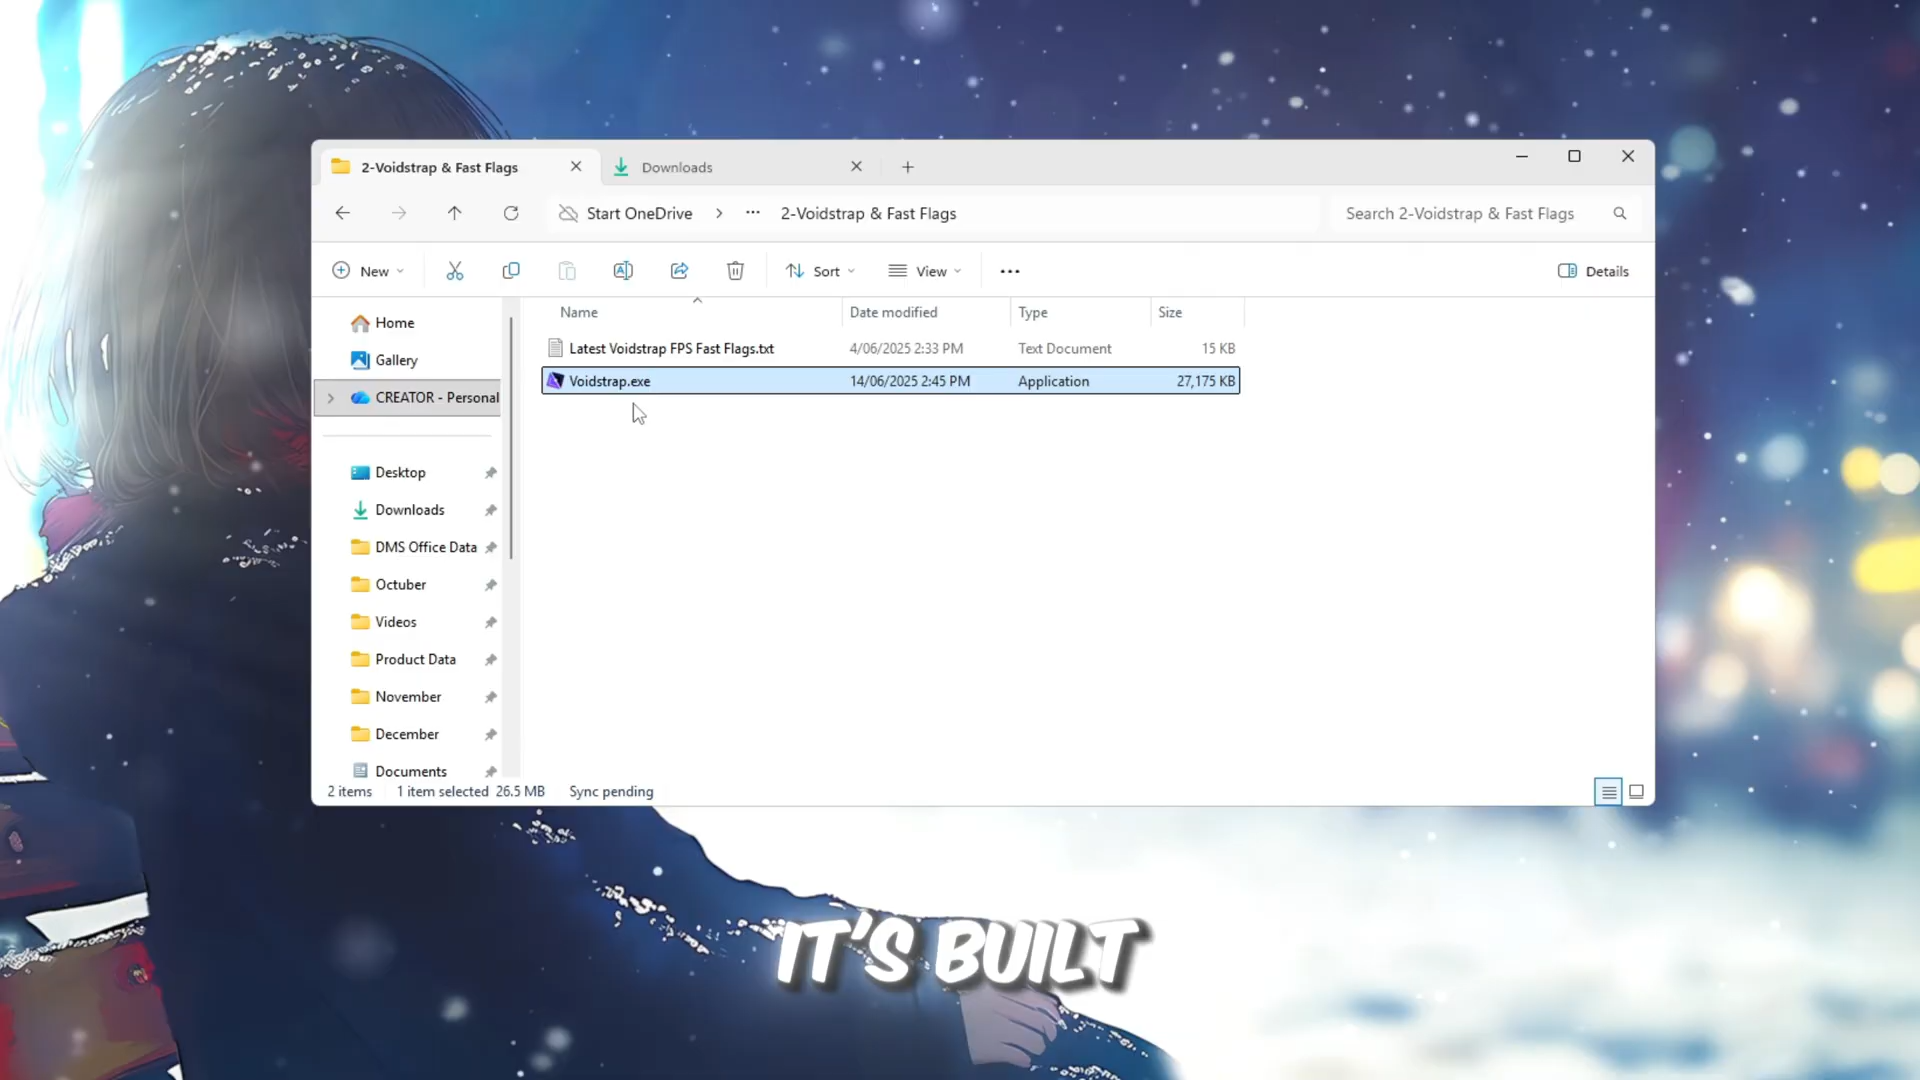 2-Voidstrap & Fast Flags
Downloads
Start OneDrive > ... 2-Voidstrap & Fast Flags
Search 2-Voidstrap & Fast Flags
New
Sort
View
Details
Name
Date modified
Type
Size
Latest Voidstrap FPS Fast Flags.txt 4/06/2025 2:33 PM Text Document 15 KB
Voidstrap.exe 14/06/2025 2:45 PM Application 27,175 KB
Home
Gallery
CREATOR - Personal
Desktop
Downloads
DMS Office Data
Octuber
Videos
Product Data
November
December
Documents
2 items 1 item selected 26.5 MB Sync pending
IT'S BUILT